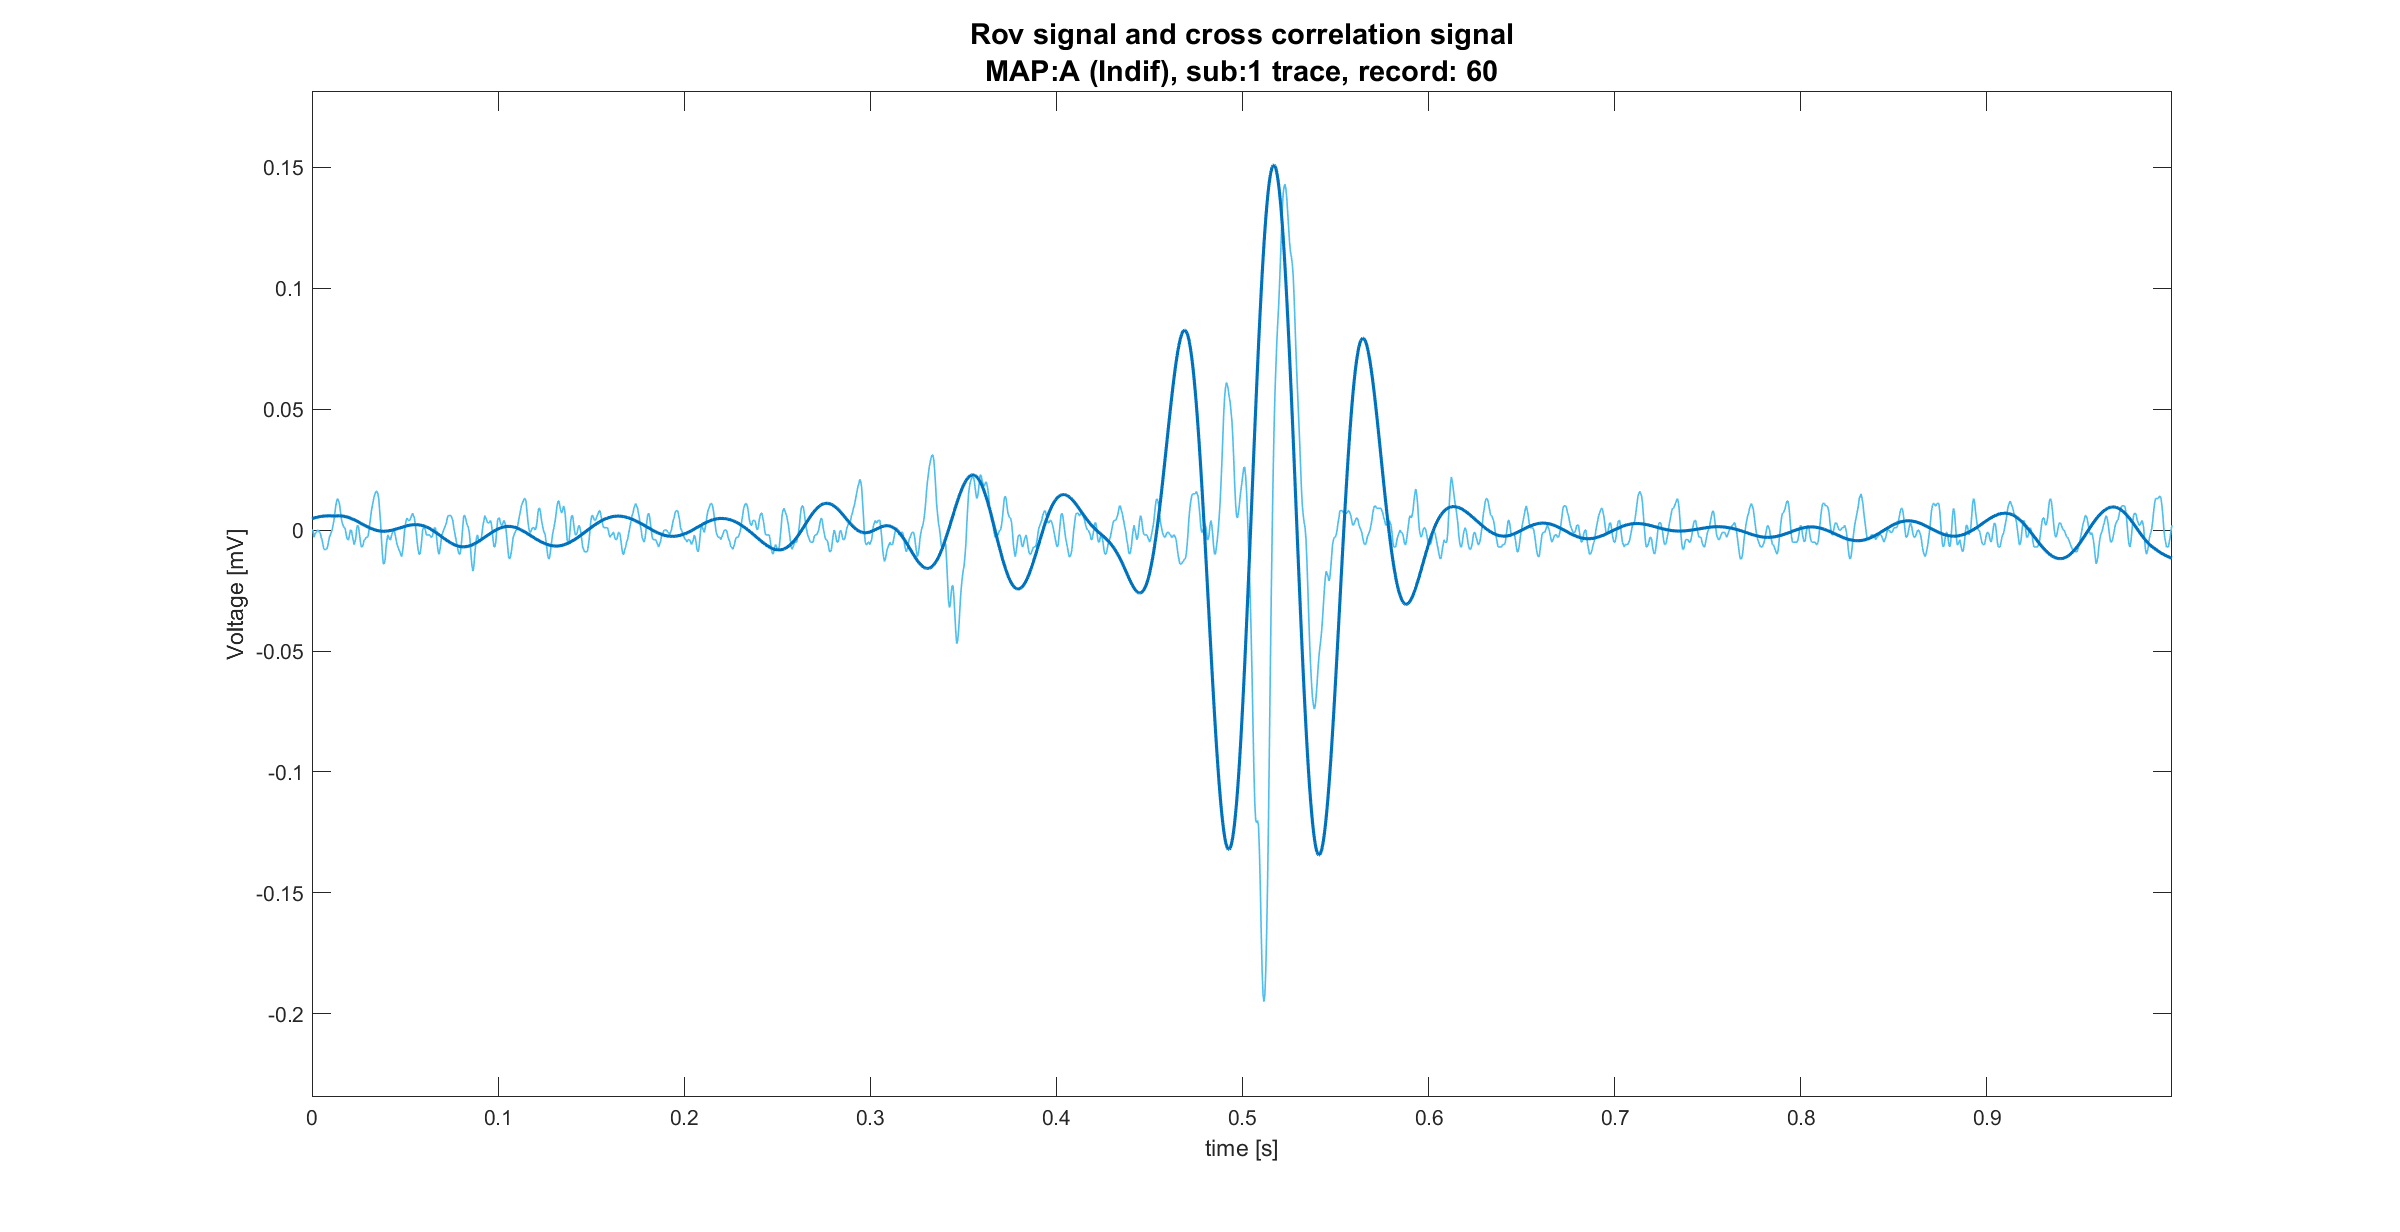 Rov signal and cross correlation signal
MAP:A (Indif), sub:1 trace, record: 60
0.15
0.1
0.05
0
-0.05
-0.1
-0.15
-0.2
Voltage [mV]
0 0.1 0.2 0.3 0.4 0.5 0.6 0.7 0.8 0.9
time [s]